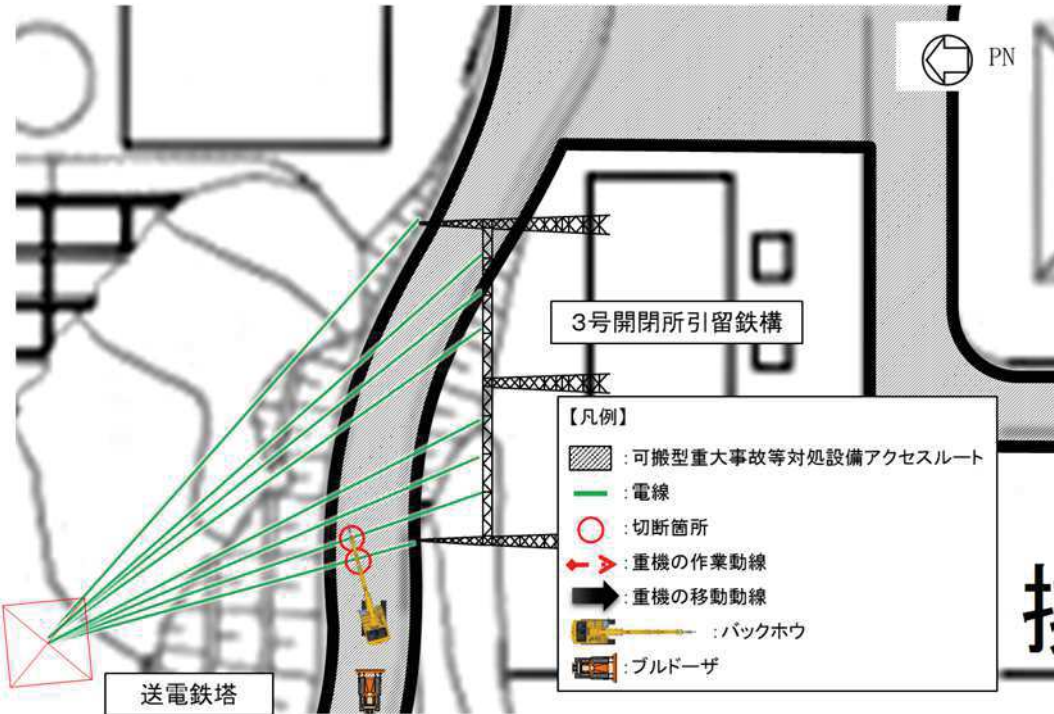 PN
3号開閉所引留鉄構
【凡例】
:可搬型重大事故等対処設備アクセスルート
:電線
:切断箇所
:重機の作業動線
:重機の移動動線
:バックホウ
:ブルドーザ
送電鉄塔